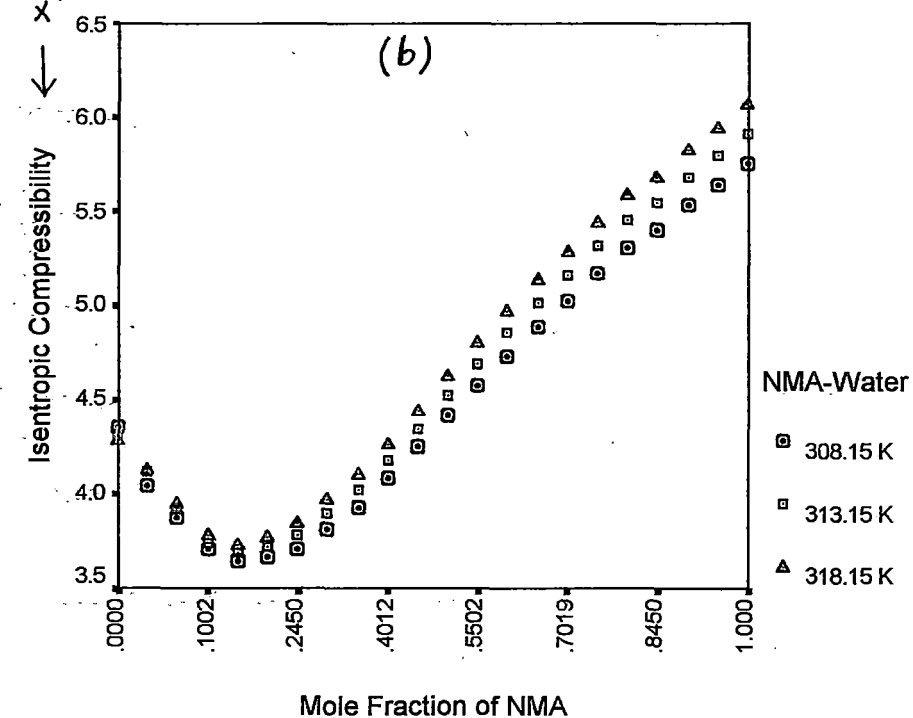 x
(b)
6.5
6.0
5.5
5.0
4.5
4.0
3.5
Isentropic Compressibility
.0000
.1002
.2450
.4012
.5502
.7019
.8450
1.000
Mole Fraction of NMA
NMA-Water
308.15 K
313.15 K
318.15 K